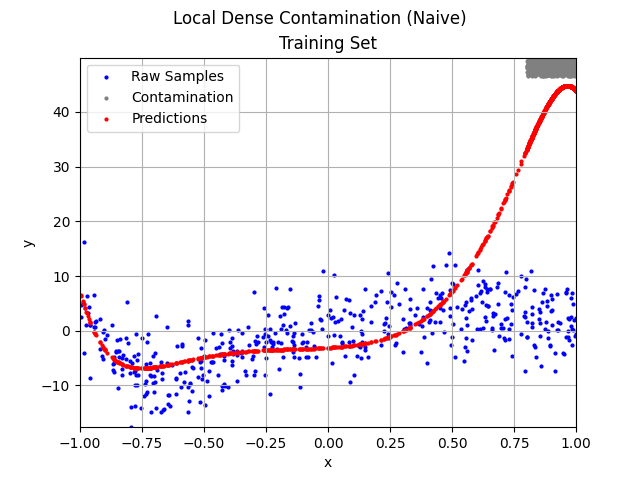 Local Dense Contamination (Naive)
Training Set
Raw Samples
Contamination
Predictions
y
40
30
20
10
0
−10
−1.00 −0.75 −0.50 −0.25 0.00 0.25 0.50 0.75 1.00
x